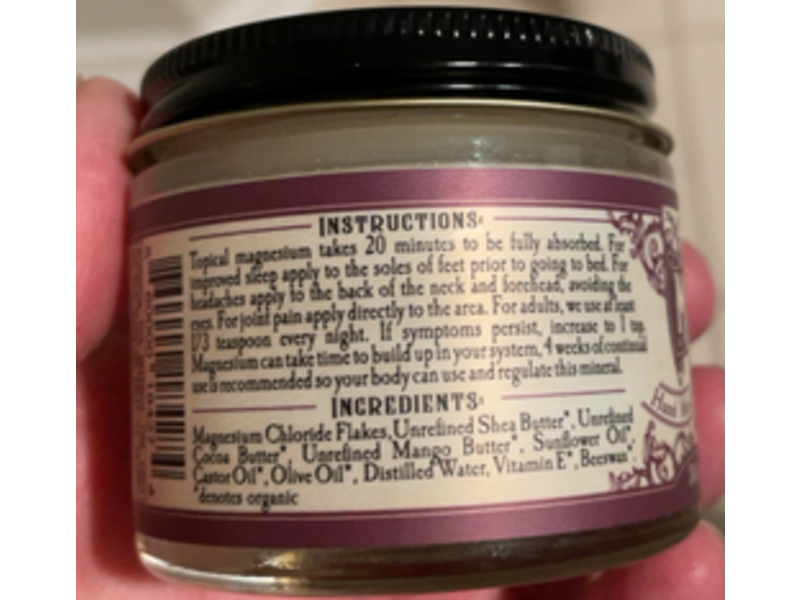 INSTRUCTIONS:
Topical magnesium takes 20 minutes to be fully absorbed. For
improved sleep apply to the soles of feet prior to going to bed. For
headaches apply to the back of the neck and forehead, avoiding the
eyes. For joint pain apply directly to the area. For adults, we use at least
1/3 teaspoon every night. If symptoms persist, increase to 1 tsp.
Magnesium can take time to build up in your system, 4 weeks of continual
use is recommended so your body can use and regulate this mineral.
INGREDIENTS:
Magnesium Chloride Flakes, Unrefined Shea Butter*, Unrefined
Cocoa Butter*, Unrefined Mango Butter*, Sunflower Oil*,
Castor Oil*, Olive Oil*, Distilled Water, Vitamin E*, Beeswax*.
*denotes organic
Hand